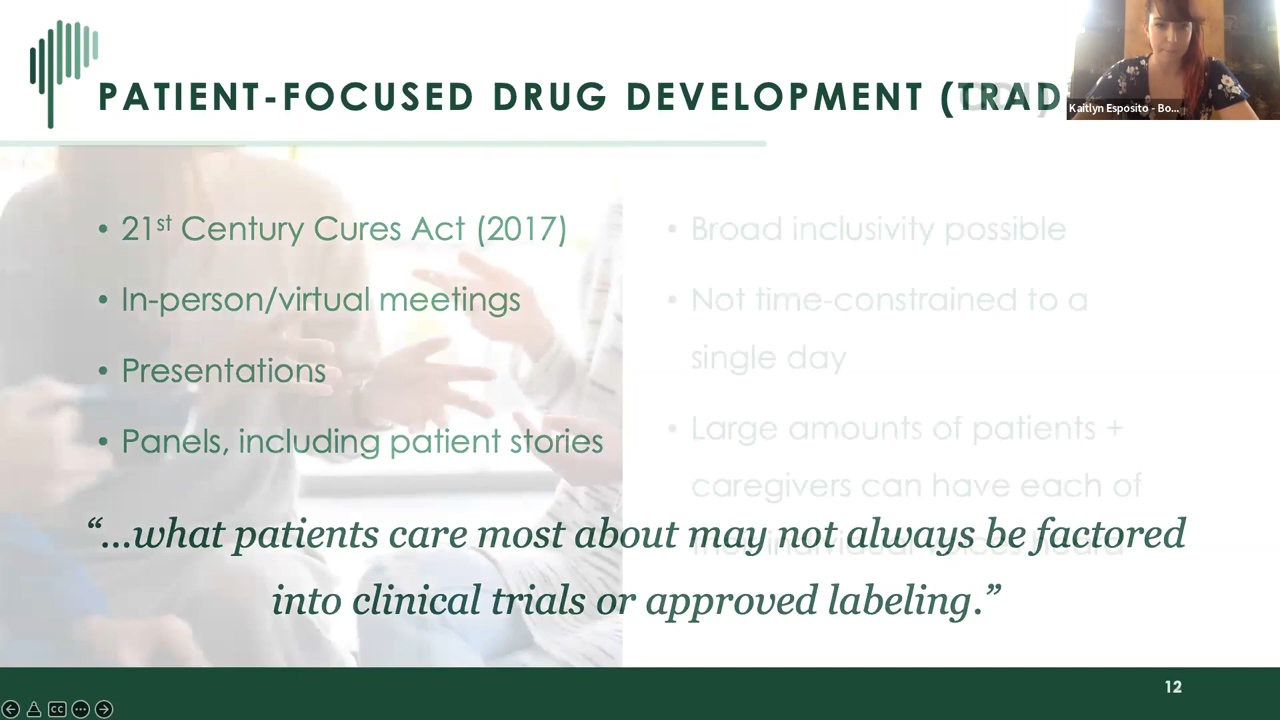 PATIENT-FOCUSED DRUG DEVELOPMENT (TRAD
Kaitlyn Esposito - Bo...
• 21st Century Cures Act (2017)
• In-person/virtual meetings
• Presentations
• Panels, including patient stories
• Broad inclusivity possible
• Not time-constrained to a
single day
• Large amounts of patients +
caregivers can have each of
“...what patients care most about may not always be factored
into clinical trials or approved labeling.”
12
CC